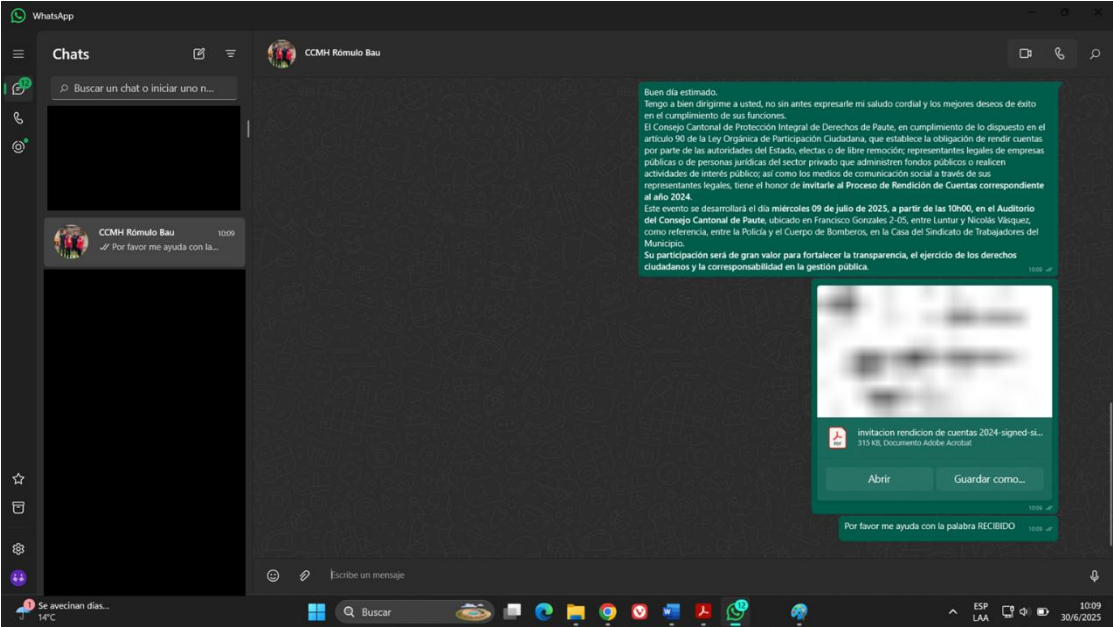 WhatsApp
Chats
Buscar un chat o iniciar uno n...
12
CCMH Rómulo Bau
10:09
Por favor me ayuda con la...
CCMH Rómulo Bau
Buen día estimado.
Tengo a bien dirigirme a usted, no sin antes expresarle mi saludo cordial y los mejores deseos de éxito
en el cumplimiento de sus funciones.
El Consejo Cantonal de Protección Integral de Derechos de Paute, en cumplimiento de lo dispuesto en el
artículo 90 de la Ley Orgánica de Participación Ciudadana, que establece la obligación de rendir cuentas
por parte de las autoridades del Estado, electas o de libre remoción; representantes legales de empresas
públicas o de personas jurídicas del sector privado que administren fondos públicos o realicen
actividades de interés público; así como los medios de comunicación social a través de sus
representantes legales, tiene el honor de invitarle al Proceso de Rendición de Cuentas correspondiente
al año 2024.
Este evento se desarrollará el día miércoles 09 de julio de 2025, a partir de las 10h00, en el Auditorio
del Consejo Cantonal de Paute, ubicado en Francisco Gonzales 2-05, entre Luntur y Nicolás Vásquez,
como referencia, entre la Policía y el Cuerpo de Bomberos, en la Casa del Sindicato de Trabajadores del
Municipio.
Su participación será de gran valor para fortalecer la transparencia, el ejercicio de los derechos
ciudadanos y la corresponsabilidad en la gestión pública.
10:09
PDF
invitacion rendicion de cuentas 2024-signed-si...
315 KB, Documento Adobe Acrobat
Abrir
Guardar como...
10:09
Por favor me ayuda con la palabra RECIBIDO
10:09
Escribe un mensaje
1
Se avecinan días...
14°C
Buscar
12
ESP
LAA
10:09
30/6/2025